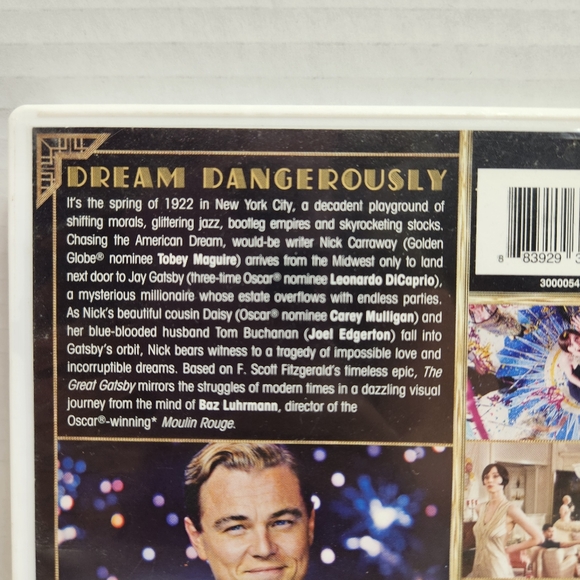 DREAM DANGEROUSLY
It's the spring of 1922 in New York City, a decadent playground of
shifting morals, glittering jazz, bootleg empires and skyrocketing stocks.
Chasing the American Dream, would-be writer Nick Carraway (Golden
Globe® nominee Tobey Maguire) arrives from the Midwest only to land
next door to Jay Gatsby (three-time Oscar® nominee Leonardo DiCaprio),
a mysterious millionaire whose estate overflows with endless parties.
As Nick's beautiful cousin Daisy (Oscar® nominee Carey Mulligan) and
her blue-blooded husband Tom Buchanan (Joel Edgerton) fall into
Gatsby's orbit, Nick bears witness to a tragedy of impossible love and
incorruptible dreams. Based on F. Scott Fitzgerald's timeless epic, The
Great Gatsby mirrors the struggles of modern times in a dazzling visual
journey from the mind of Baz Luhrmann, director of the
Oscar®-winning* Moulin Rouge.
8 83929 3
3000054